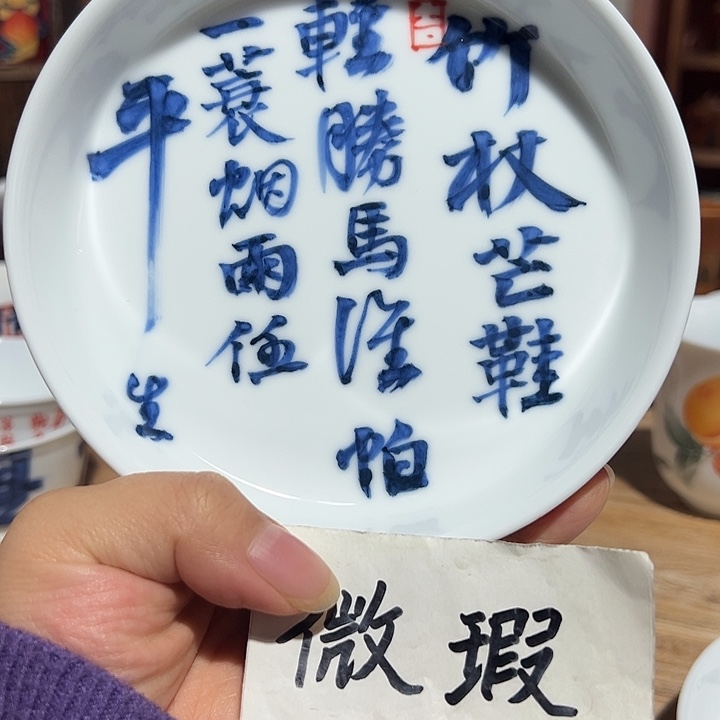 竹杖芒鞋
輕勝馬誰怕
一蓑烟雨任
平生
微瑕